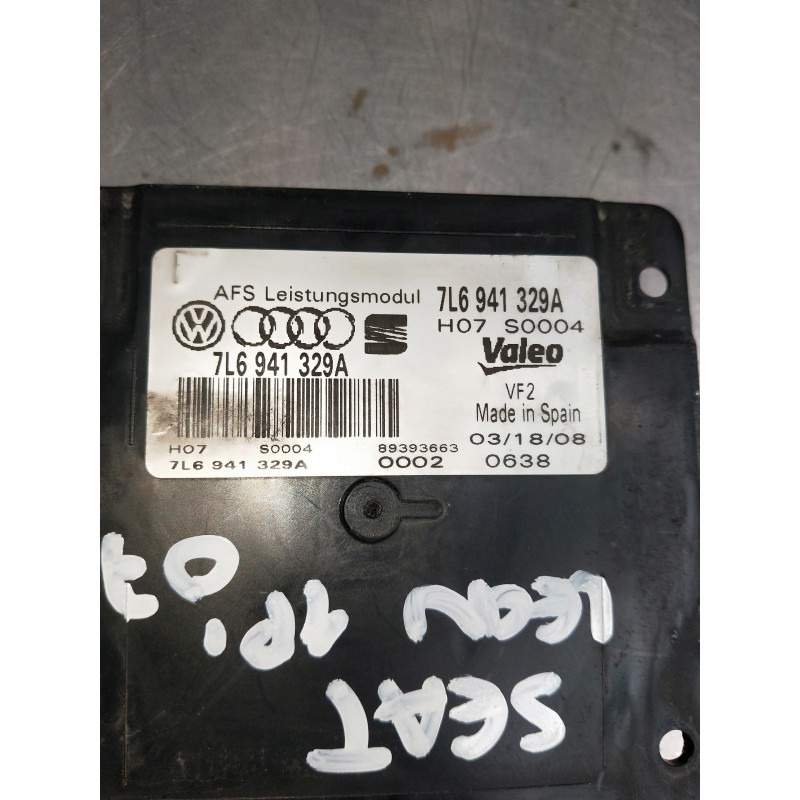 AFS Leistungsmodul 7L6 941 329A
H07 S0004
7L6 941 329A
Valeo
VF2
Made in Spain
03/18/08
H07 S0004 89393663
7L6 941 329A 0002 0638
SEAT
LEON 1P1
07